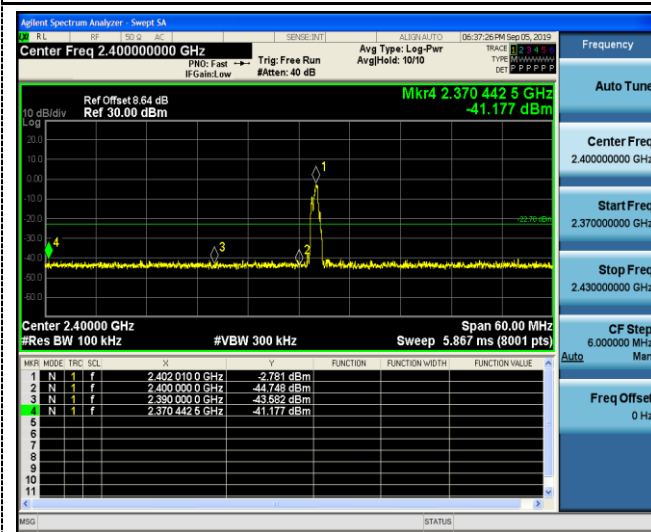 Agilent Spectrum Analyzer - Swept SA
RL RF 50 Ω AC SENSE:INT ALIGN AUTO 06:37:26 PM Sep 05, 2019
Center Freq 2.400000000 GHz
PNO: Fast
IFGain:Low
Trig: Free Run
#Atten: 40 dB
Avg Type: Log-Pwr
Avg|Hold: 10/10
TRACE 1 2 3 4 5 6
TYPE M
DET P P P P P
Ref Offset 8.64 dB
10 dB/div Ref 30.00 dBm
Log
Mkr4 2.370 442 5 GHz
-41.177 dBm
20.0
10.0
0.00
-10.0
-20.0
-30.0
-40.0
-50.0
-60.0
1
2
3
4
-22.78 dBm
Center 2.40000 GHz Span 60.00 MHz
#Res BW 100 kHz #VBW 300 kHz Sweep 5.867 ms (8001 pts)
MKR MODE TRC SCL X Y FUNCTION FUNCTION WIDTH FUNCTION VALUE
1 N 1 f 2.402 010 0 GHz -2.781 dBm
2 N 1 f 2.400 000 0 GHz -44.748 dBm
3 N 1 f 2.390 000 0 GHz -43.582 dBm
4 N 1 f 2.370 442 5 GHz -41.177 dBm
5
6
7
8
9
10
11
MSG STATUS
Frequency
Auto Tune
Center Freq
2.400000000 GHz
Start Freq
2.370000000 GHz
Stop Freq
2.430000000 GHz
CF Step
6.000000 MHz
Auto Man
Freq Offset
0 Hz